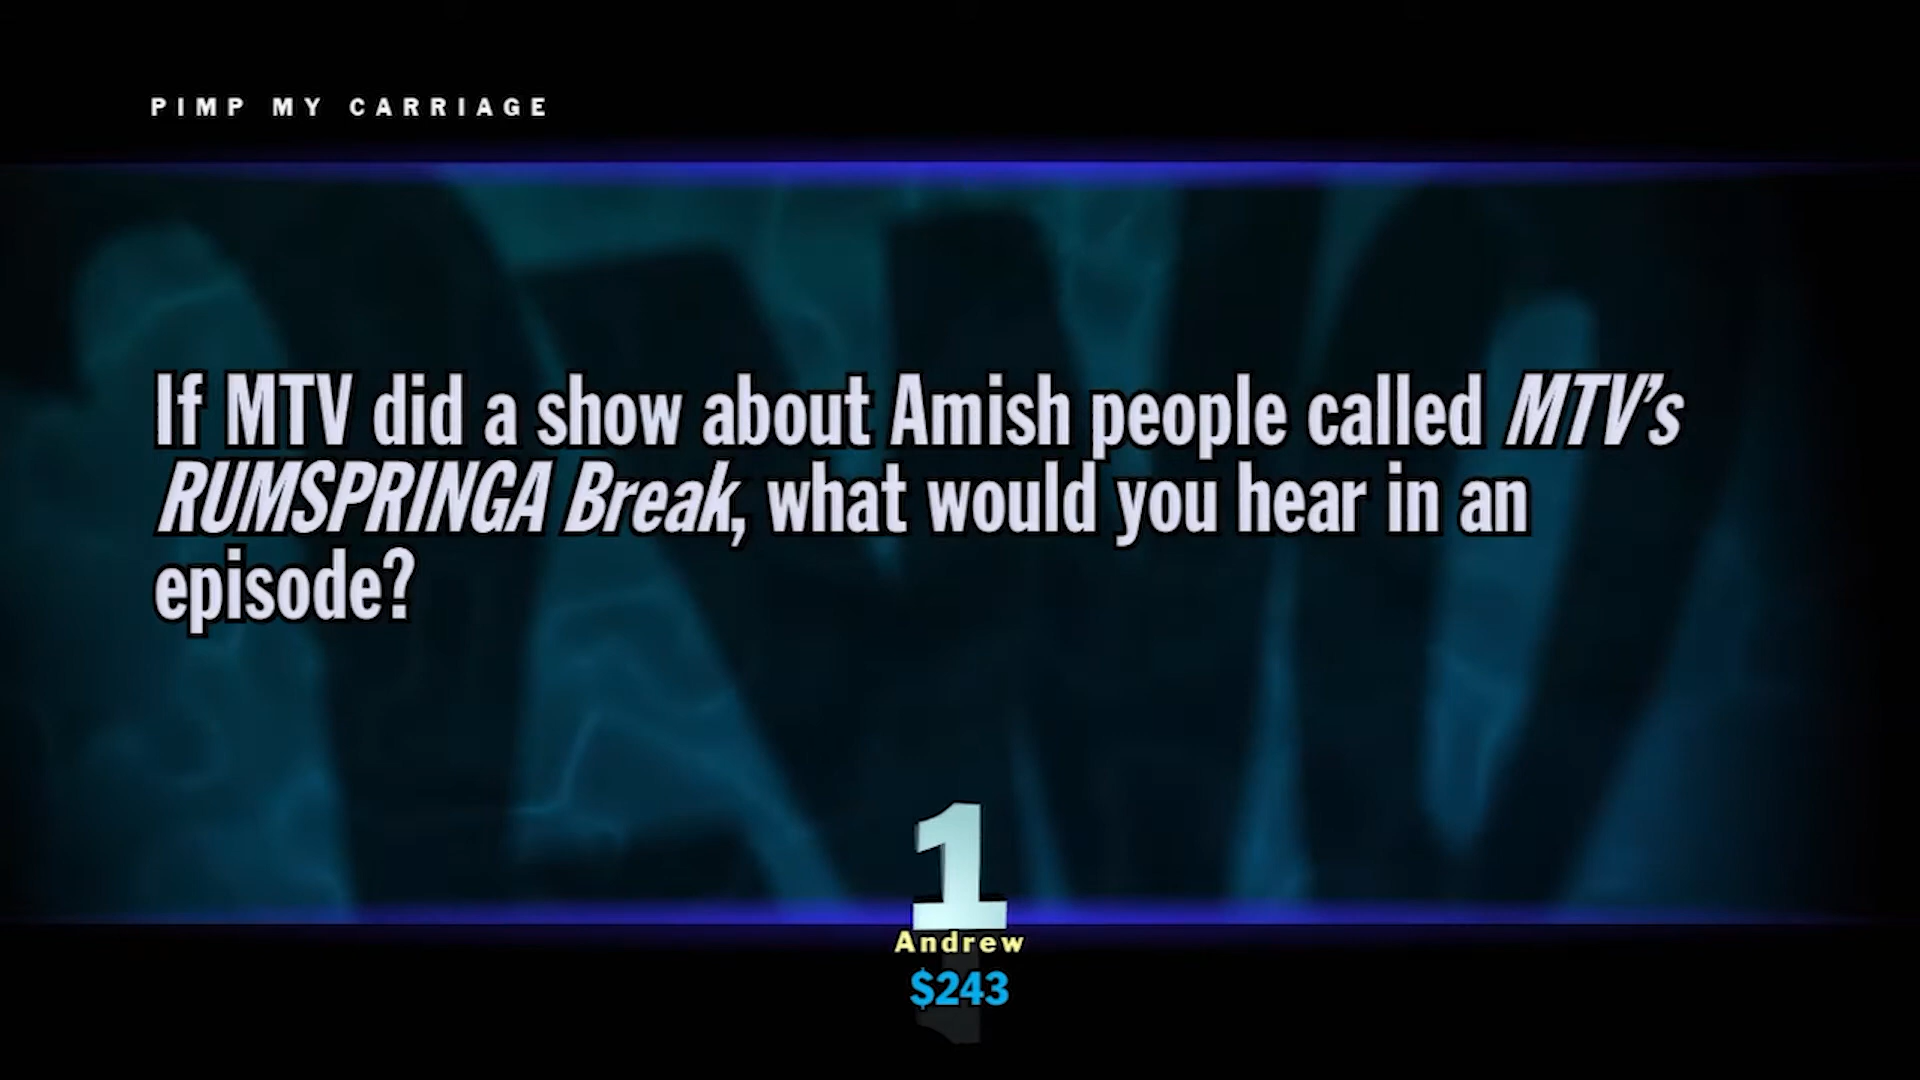 PIMP MY CARRIAGE
If MTV did a show about Amish people called MTV's
RUMSPRINGA Break, what would you hear in an
episode?
1
Andrew
$243